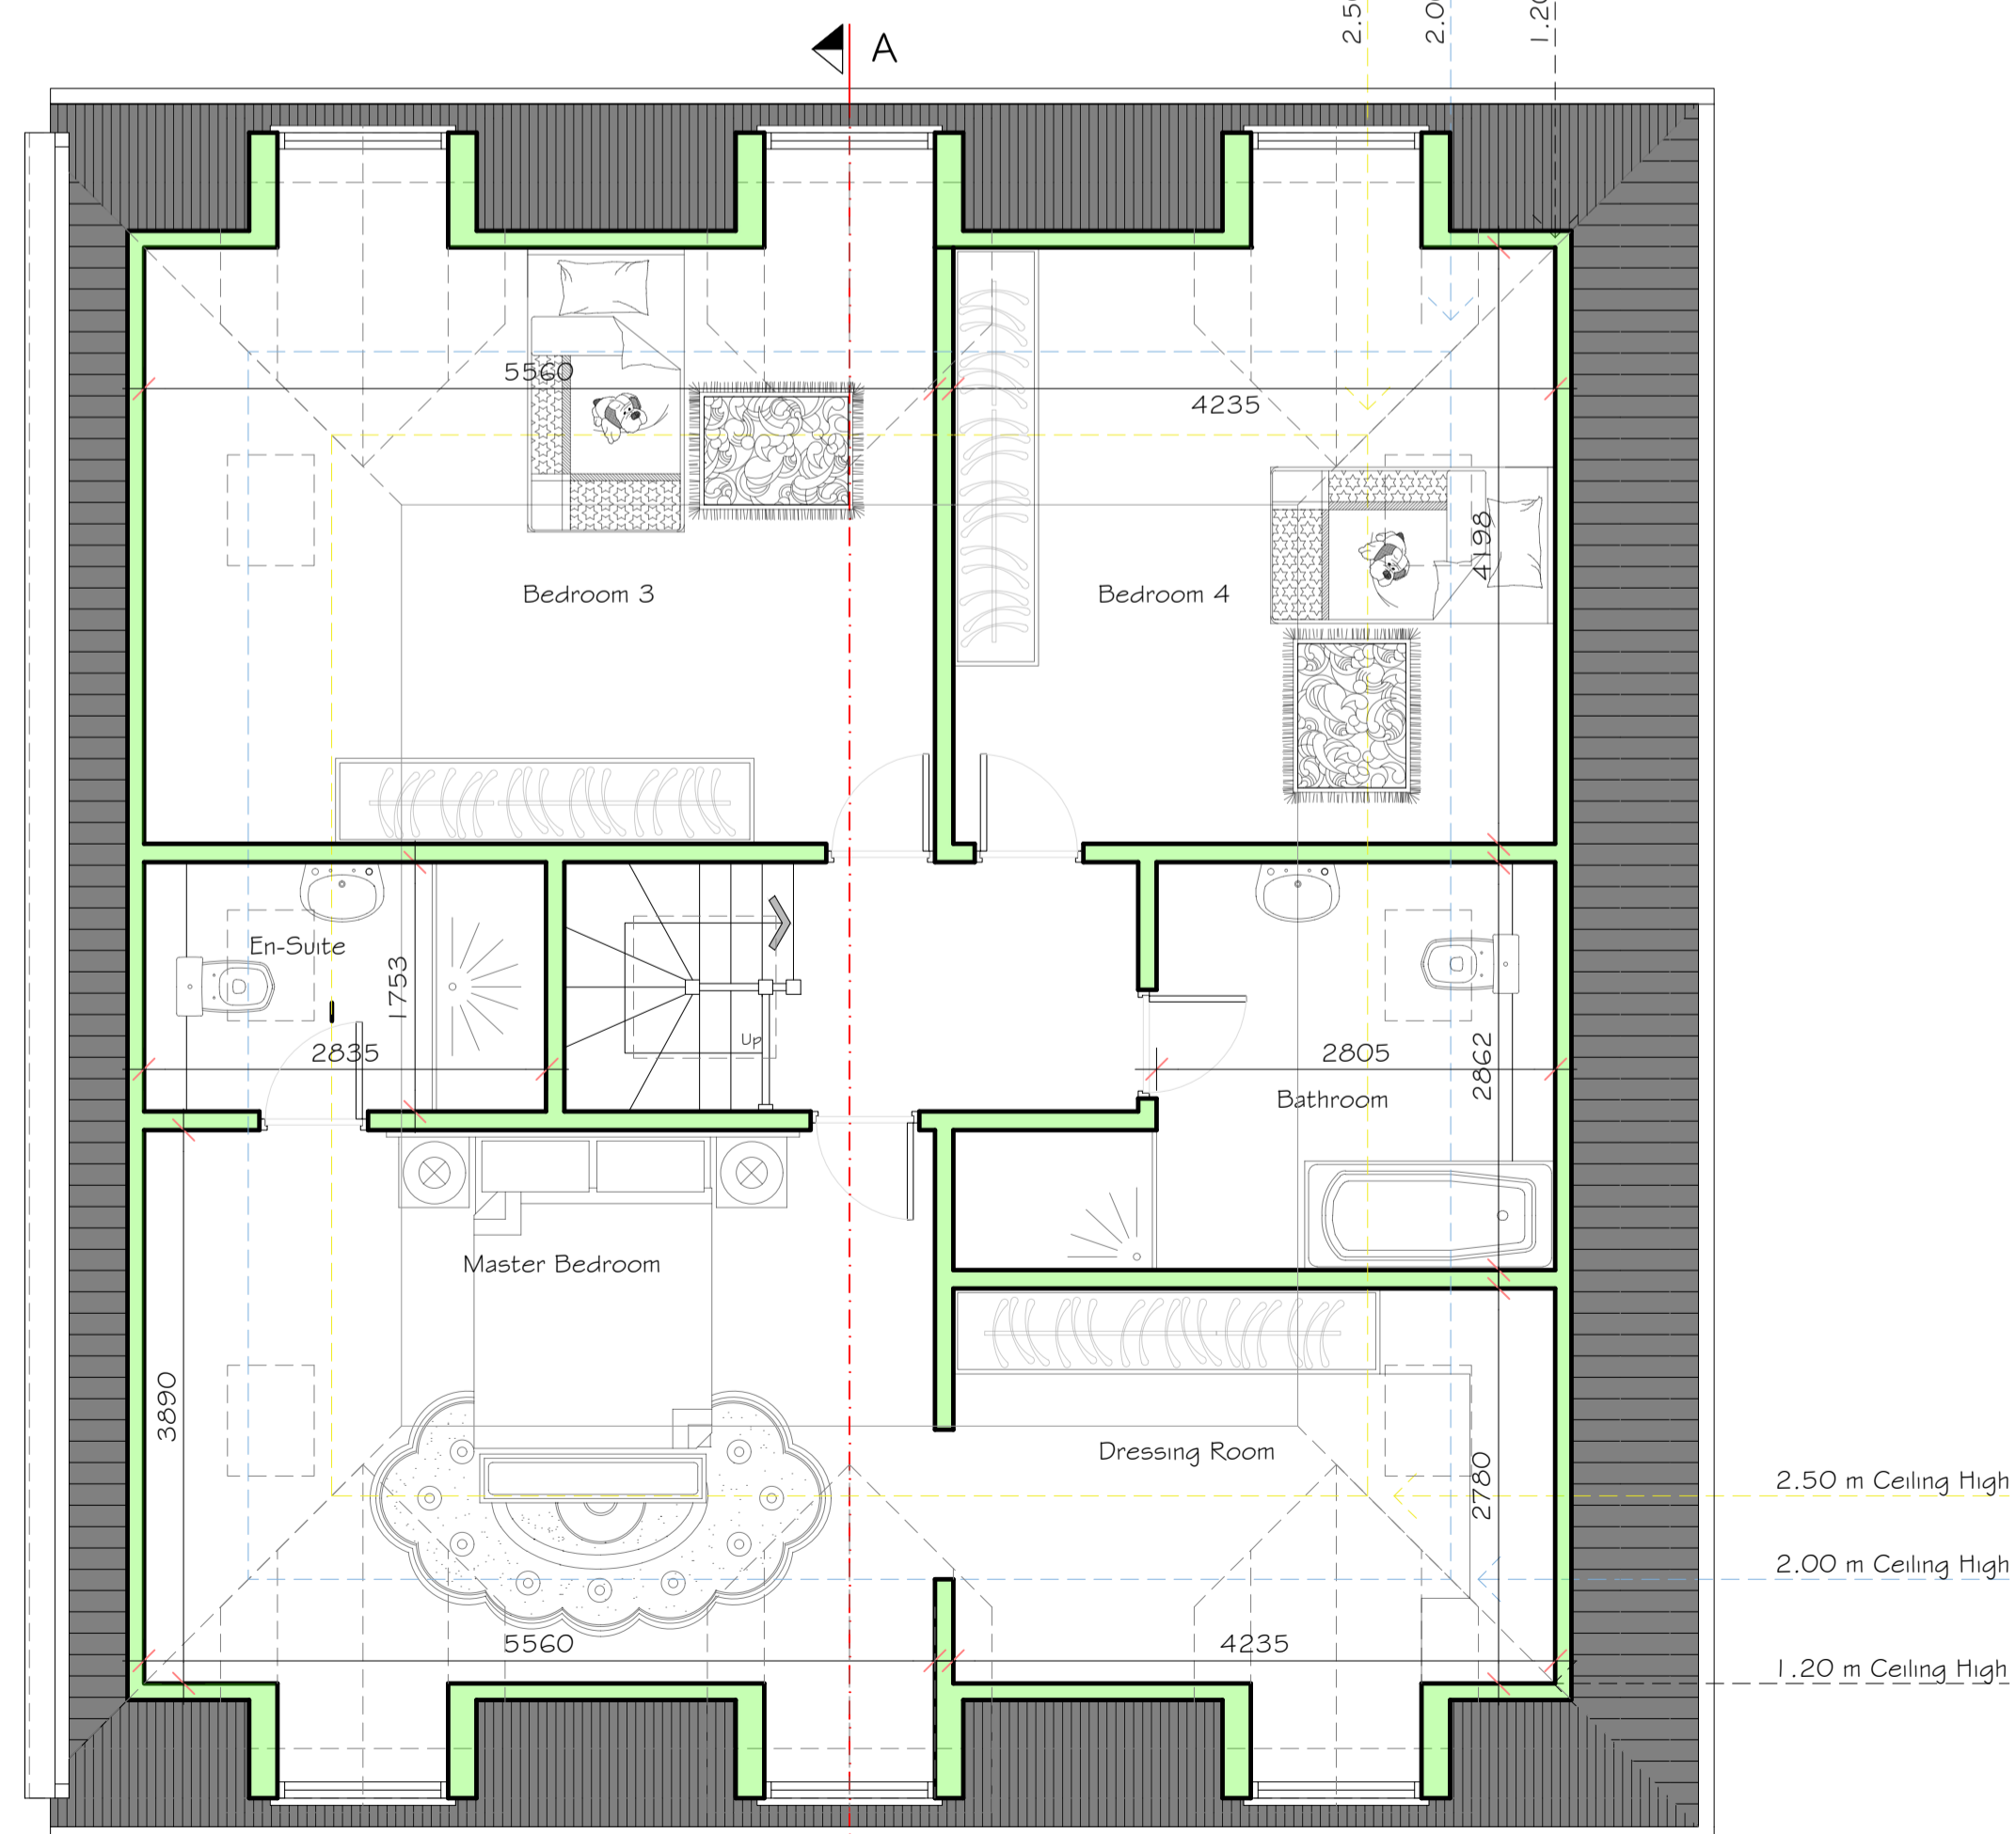 2.5
2.0
1.20
A
5560
4235
4198
Bedroom 3
Bedroom 4
En-Suite
1753
Up
2835
2805
2862
Bathroom
Master Bedroom
3890
Dressing Room
2780
2.50 m Ceiling High
2.00 m Ceiling High
1.20 m Ceiling High
5560
4235